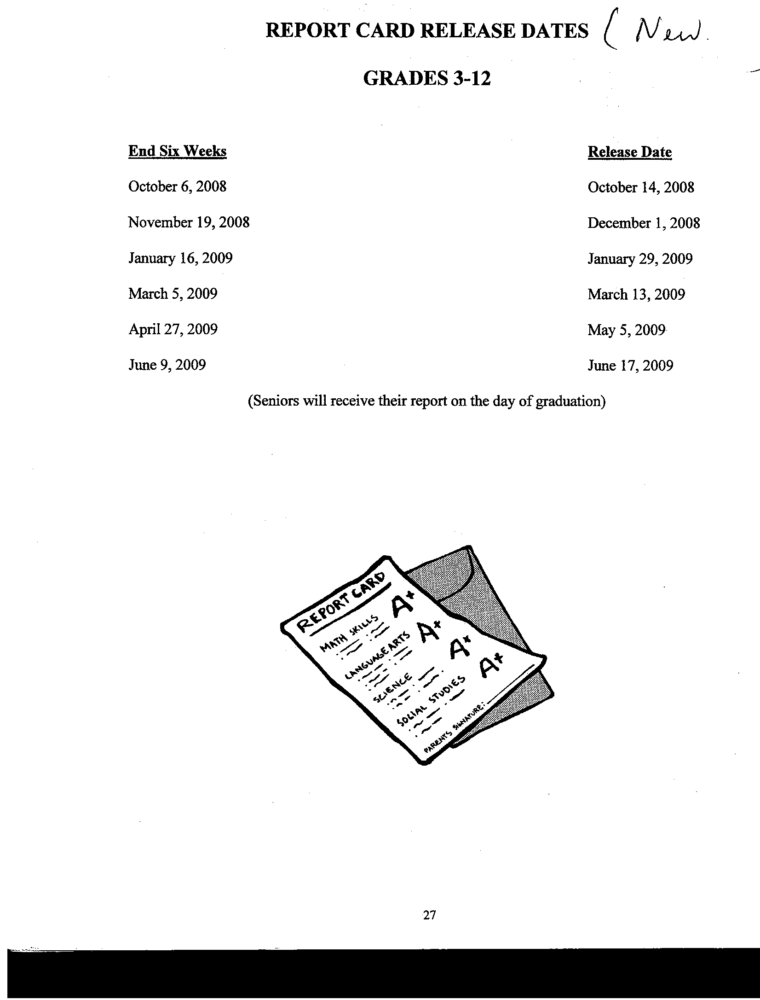 REPORT CARD RELEASE DATES ( New.
GRADES 3-12
End Six Weeks Release Date
October 6, 2008 October 14, 2008
November 19, 2008 December 1, 2008
January 16, 2009 January 29, 2009
March 5, 2009 March 13, 2009
April 27, 2009 May 5, 2009
June 9, 2009 June 17, 2009
(Seniors will receive their report on the day of graduation)
REPORT CARD
MATH SKILLS A+
LANGUAGE ARTS A+
SCIENCE A+
SOCIAL STUDIES A+
PARENTS SIGNATURE:
27